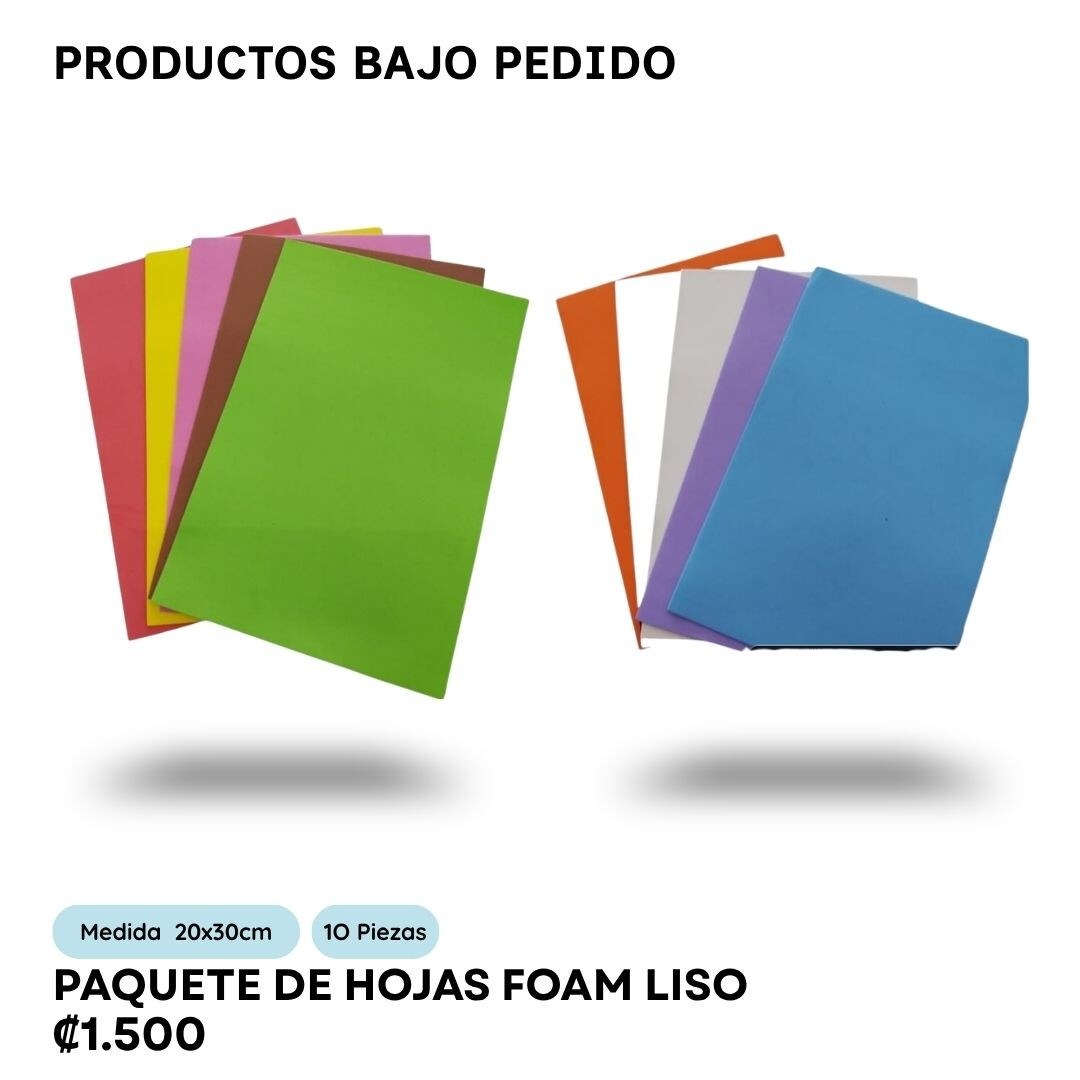 PRODUCTOS BAJO PEDIDO
Medida 20x30cm
10 Piezas
PAQUETE DE HOJAS FOAM LISO
₡1.500